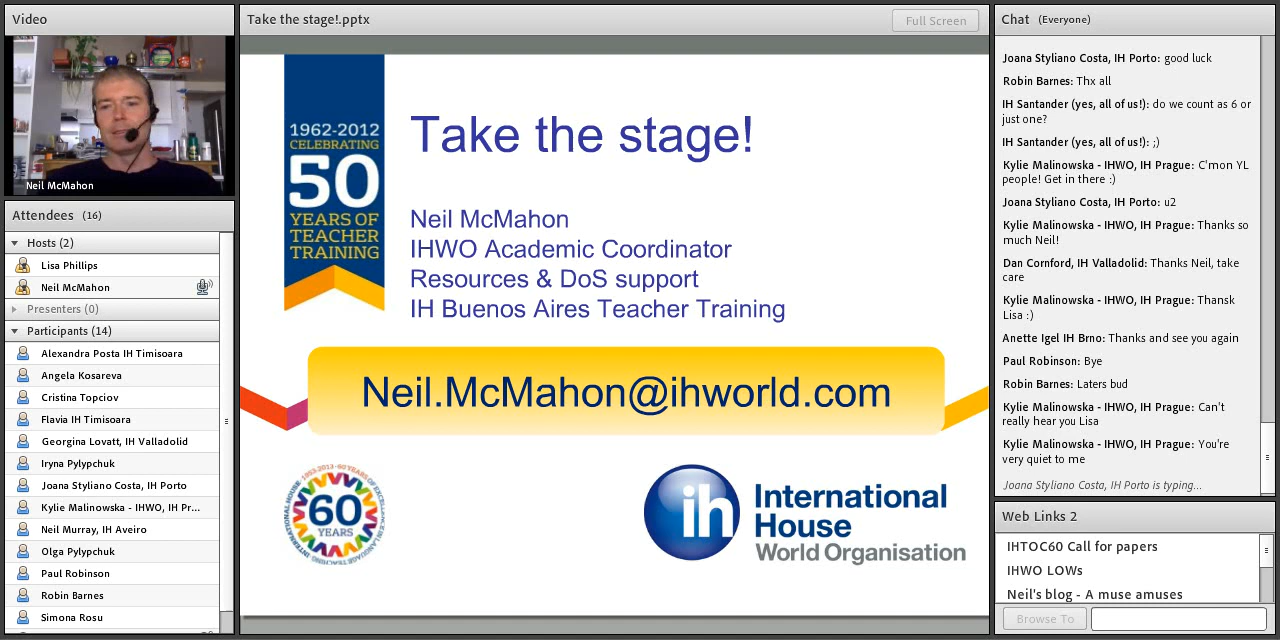 Video
Neil McMahon
Attendees (16)
Hosts (2)
Lisa Phillips
Neil McMahon
Presenters (0)
Participants (14)
Alexandra Posta IH Timisoara
Angela Kosareva
Cristina Topciov
Flavia IH Timisoara
Georgina Lovatt, IH Valladolid
Iryna Pylypchuk
Joana Styliano Costa, IH Porto
Kylie Malinowska - IHWO, IH Pr...
Neil Murray, IH Aveiro
Olga Pylypchuk
Paul Robinson
Robin Barnes
Simona Rosu
Take the stage!.pptx
Full Screen
1962-2012
CELEBRATING
50
YEARS OF
TEACHER
TRAINING
Take the stage!
Neil McMahon
IHWO Academic Coordinator
Resources & DoS support
IH Buenos Aires Teacher Training
Neil.McMahon@ihworld.com
60
YEARS
ih
International
House
World Organisation
Chat (Everyone)
Joana Styliano Costa, IH Porto: good luck
Robin Barnes: Thx all
IH Santander (yes, all of us!): do we count as 6 or
just one?
IH Santander (yes, all of us!): ;)
Kylie Malinowska - IHWO, IH Prague: C'mon YL
people! Get in there :)
Joana Styliano Costa, IH Porto: u2
Kylie Malinowska - IHWO, IH Prague: Thanks so
much Neil!
Dan Cornford, IH Valladolid: Thanks Neil, take
care
Kylie Malinowska - IHWO, IH Prague: Thansk
Lisa :)
Anette Igel IH Brno: Thanks and see you again
Paul Robinson: Bye
Robin Barnes: Laters bud
Kylie Malinowska - IHWO, IH Prague: Can't
really hear you Lisa
Kylie Malinowska - IHWO, IH Prague: You're
very quiet to me
Joana Styliano Costa, IH Porto is typing...
Web Links 2
IHTOC60 Call for papers
IHWO LOWs
Neil's blog - A muse amuses
Browse To